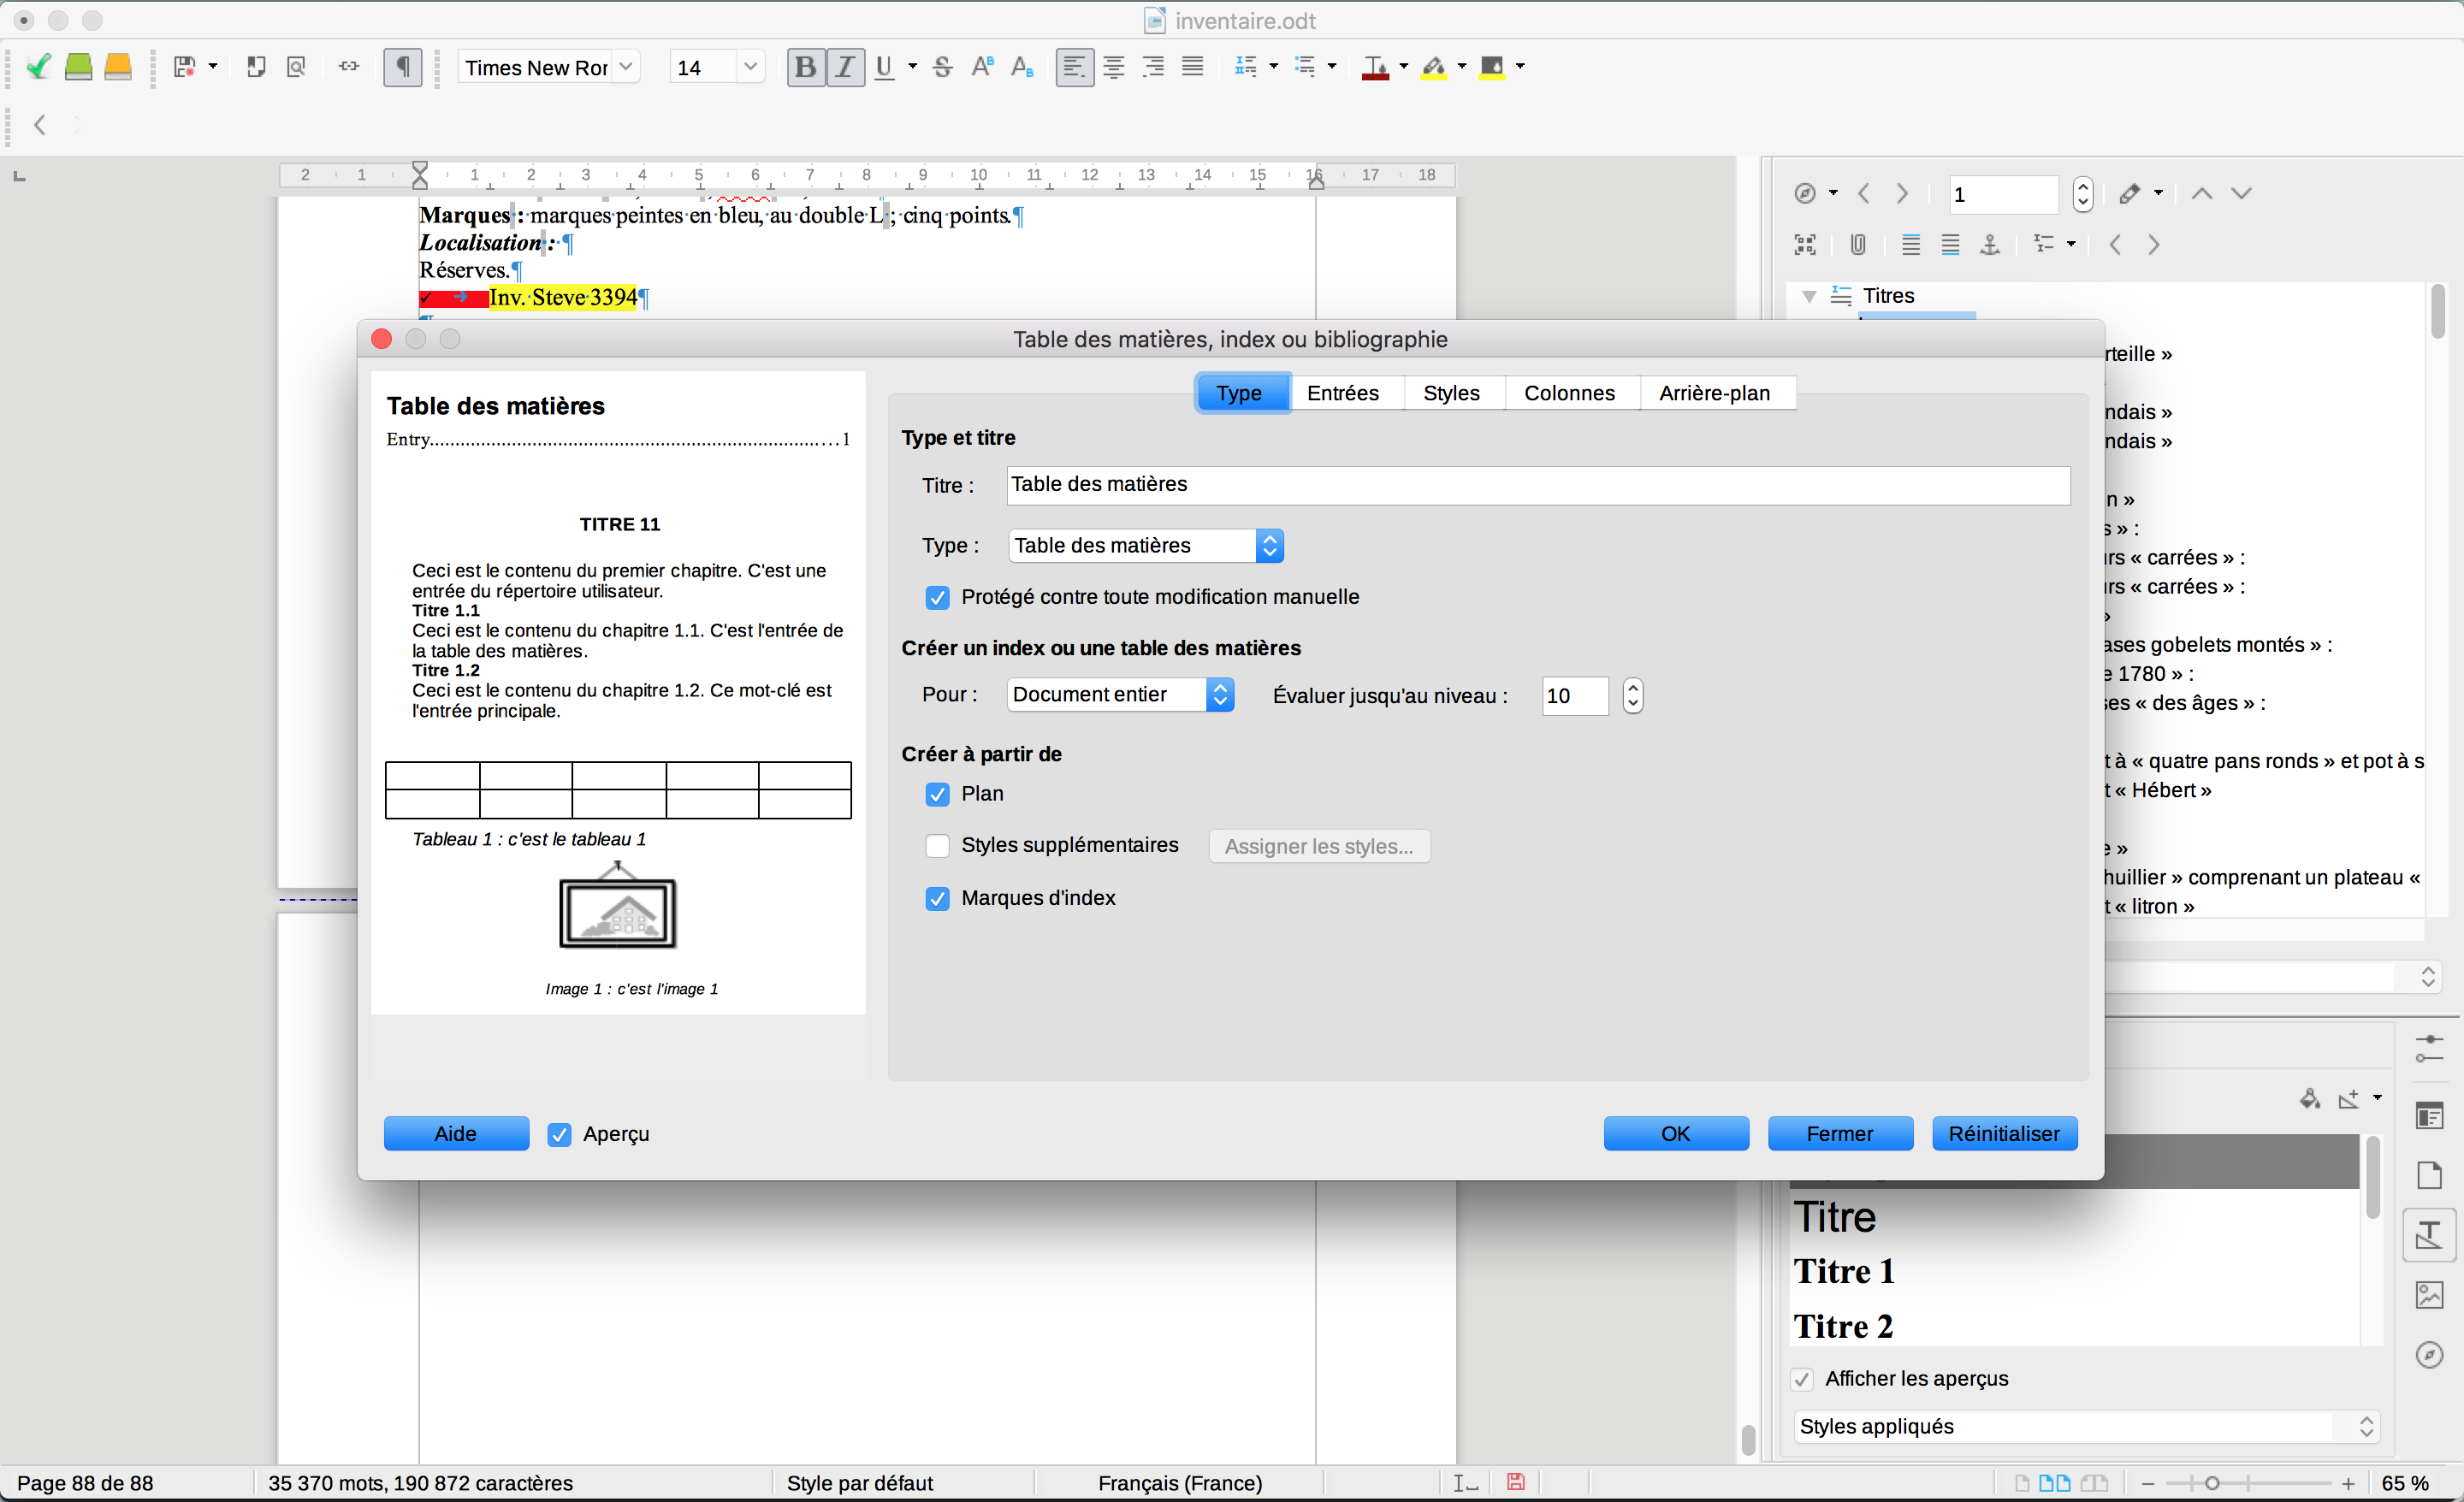 inventaire.odt
Times New Ror
14
2 1 1 2 3 4 5 6 7 8 9 10 11 12 13 14 15 16 17 18
Marques : marques peintes en bleu, au double L ; cinq points.¶
Localisation : ¶
Réserves.¶
✓ → Inv. Steve 3394¶
1
Titres
rteille »
ndais »
ndais »
n »
s » :
rs « carrées » :
rs « carrées » :
»
ases gobelets montés » :
e 1780 » :
ses « des âges » :
t à « quatre pans ronds » et pot à s
t « Hébert »
e »
huillier » comprenant un plateau «
t « litron »
Table des matières, index ou bibliographie
Table des matières
Entry.....1
TITRE 11
Ceci est le contenu du premier chapitre. C'est une
entrée du répertoire utilisateur.
Titre 1.1
Ceci est le contenu du chapitre 1.1. C'est l'entrée de
la table des matières.
Titre 1.2
Ceci est le contenu du chapitre 1.2. Ce mot-clé est
l'entrée principale.
Tableau 1 : c'est le tableau 1
Image 1 : c'est l'image 1
Type Entrées Styles Colonnes Arrière-plan
Type et titre
Titre : Table des matières
Type : Table des matières
Protégé contre toute modification manuelle
Créer un index ou une table des matières
Pour : Document entier Évaluer jusqu'au niveau : 10
Créer à partir de
Plan
Styles supplémentaires Assigner les styles...
Marques d'index
Aide Aperçu OK Fermer Réinitialiser
Titre
Titre 1
Titre 2
Afficher les aperçus
Styles appliqués
Page 88 de 88 35 370 mots, 190 872 caractères Style par défaut Français (France) 65 %